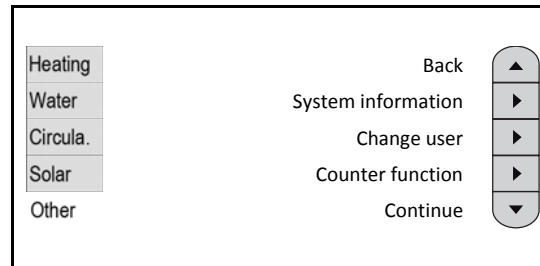 Heating Back
Water System information
Circula. Change user
Solar Counter function
Other Continue